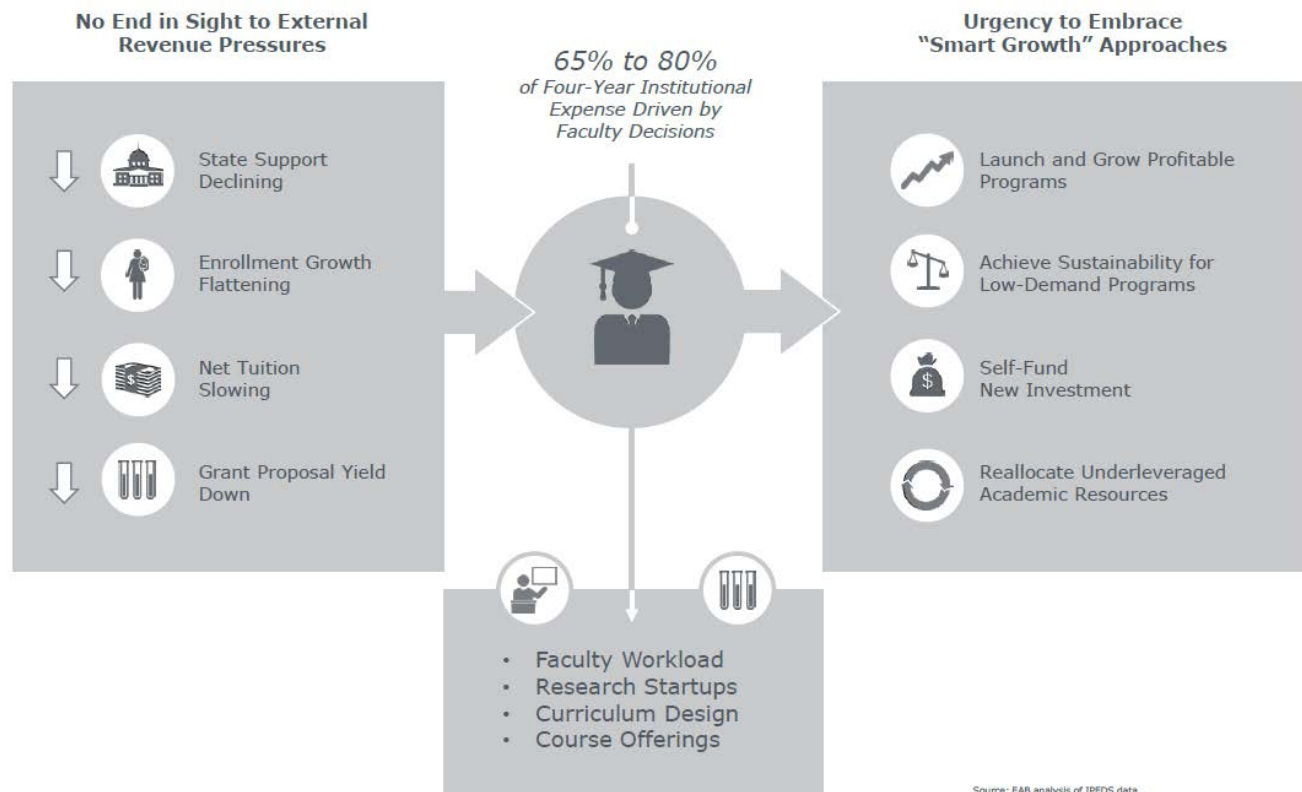 No End in Sight to External
Revenue Pressures
State Support
Declining
Enrollment Growth
Flattening
$
Net Tuition
Slowing
Grant Proposal Yield
Down
65% to 80%
of Four-Year Institutional
Expense Driven by
Faculty Decisions
• Faculty Workload
• Research Startups
• Curriculum Design
• Course Offerings
Urgency to Embrace
“Smart Growth” Approaches
Launch and Grow Profitable
Programs
Achieve Sustainability for
Low-Demand Programs
$
Self-Fund
New Investment
Reallocate Underleveraged
Academic Resources
Source: EAB analysis of IPEDS data